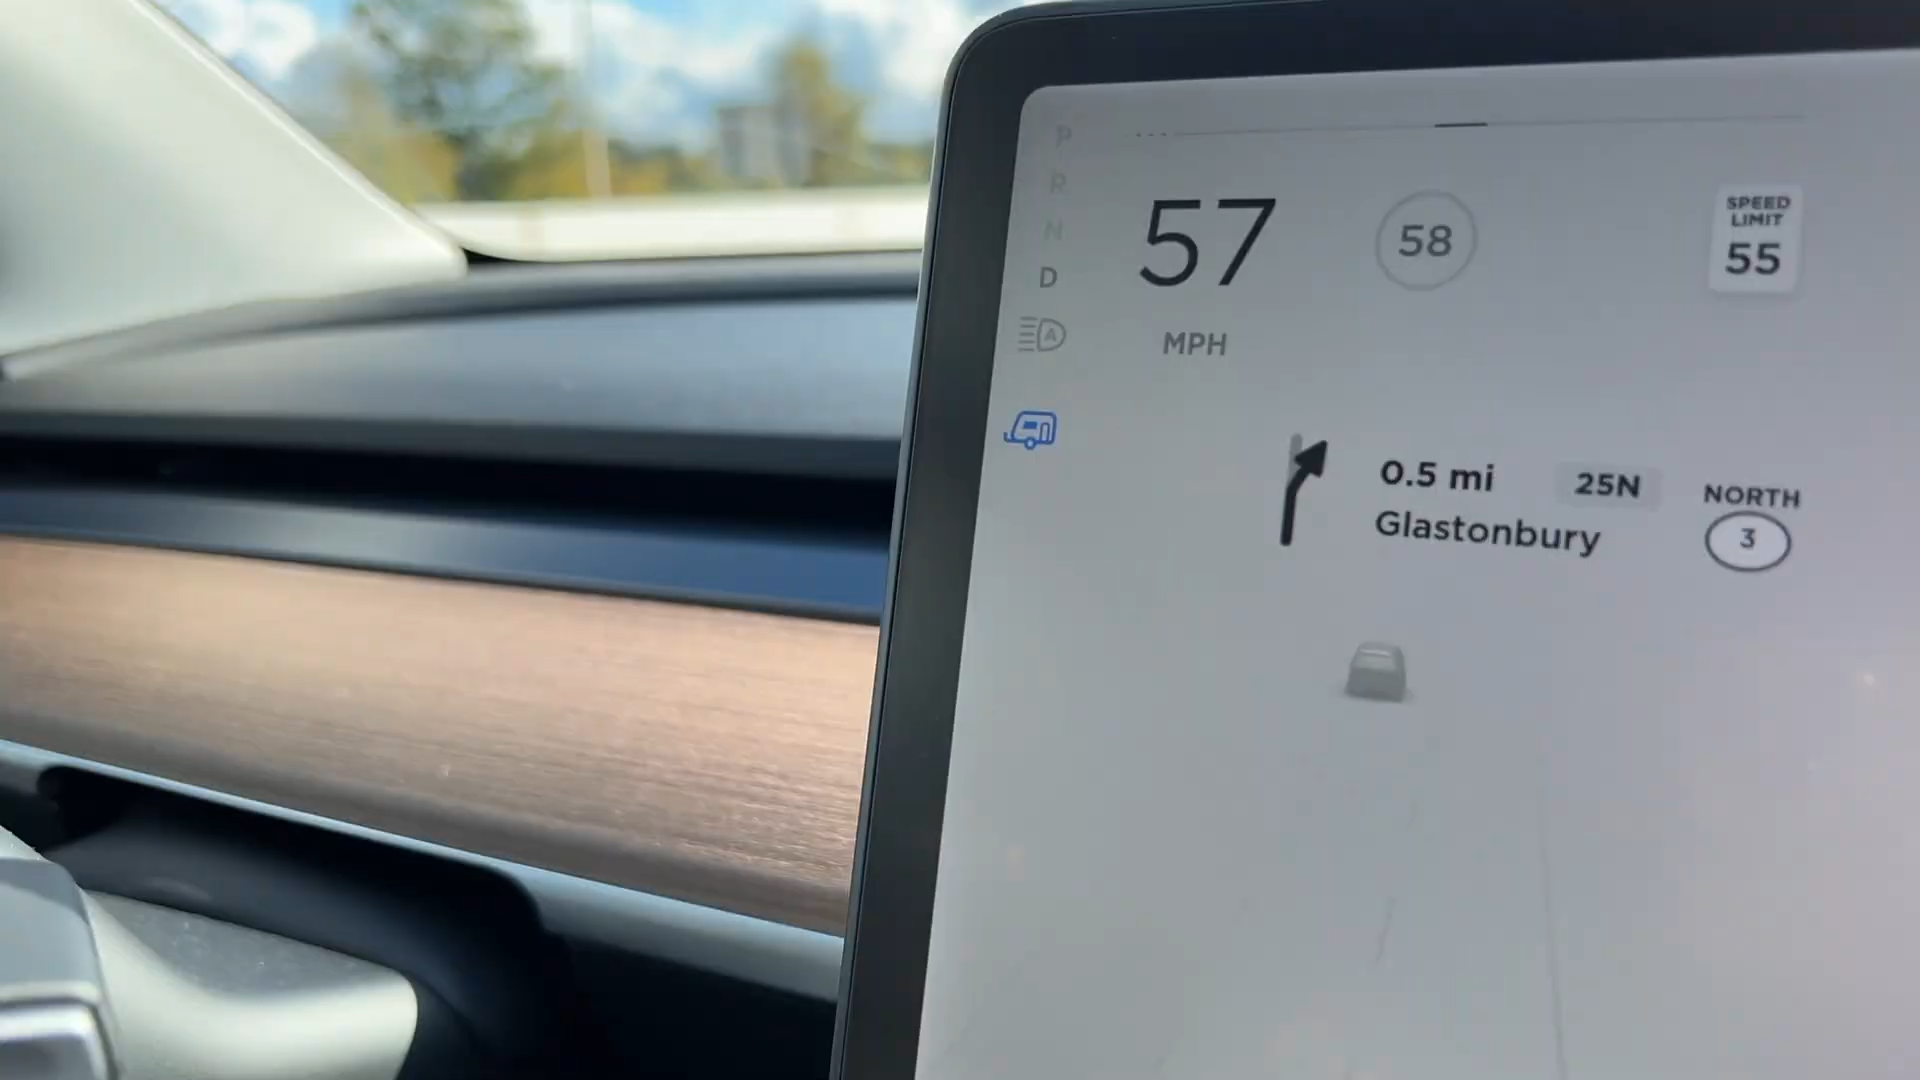 P
R
N
D
57
MPH
58
SPEED
LIMIT
55
A
0.5 mi
25N
Glastonbury
NORTH
3